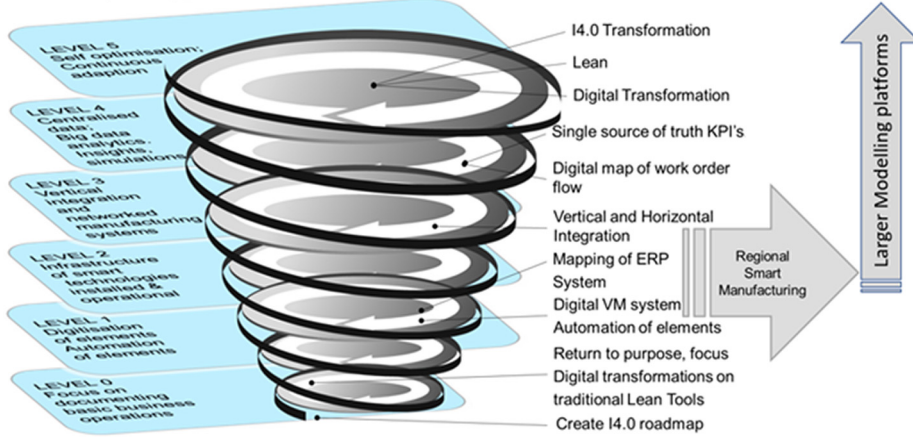 LEVEL 5
Self optimisation;
Continuous
adaption
LEVEL 4
Centralised
data;
Big data
analytics.
Insights,
simulations
LEVEL 3
Vertical
integration
and
networked
manufacturing
systems
LEVEL 2
Infrastructure
of smart
technologies
installed &
operational
LEVEL 1
Digitisation
of elements
Automation
of elements
LEVEL 0
Focus on
documenting
basic business
operations
I4.0 Transformation
Lean
Digital Transformation
Single source of truth KPI's
Digital map of work order
flow
Vertical and Horizontal
Integration
Mapping of ERP
System
Digital VM system
Automation of elements
Return to purpose, focus
Digital transformations on
traditional Lean Tools
Create I4.0 roadmap
Regional
Smart
Manufacturing
Larger Modelling platforms